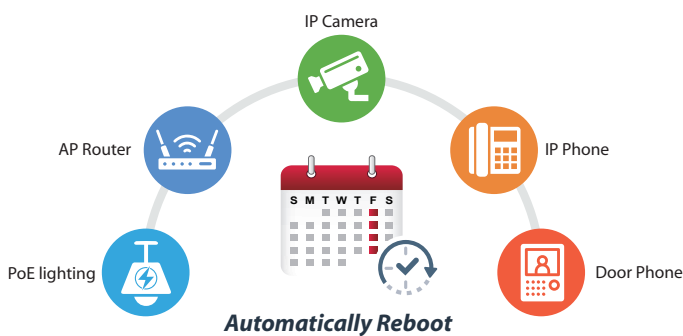 IP Camera
AP Router
IP Phone
S M T W T F S
PoE lighting
Door Phone
Automatically Reboot